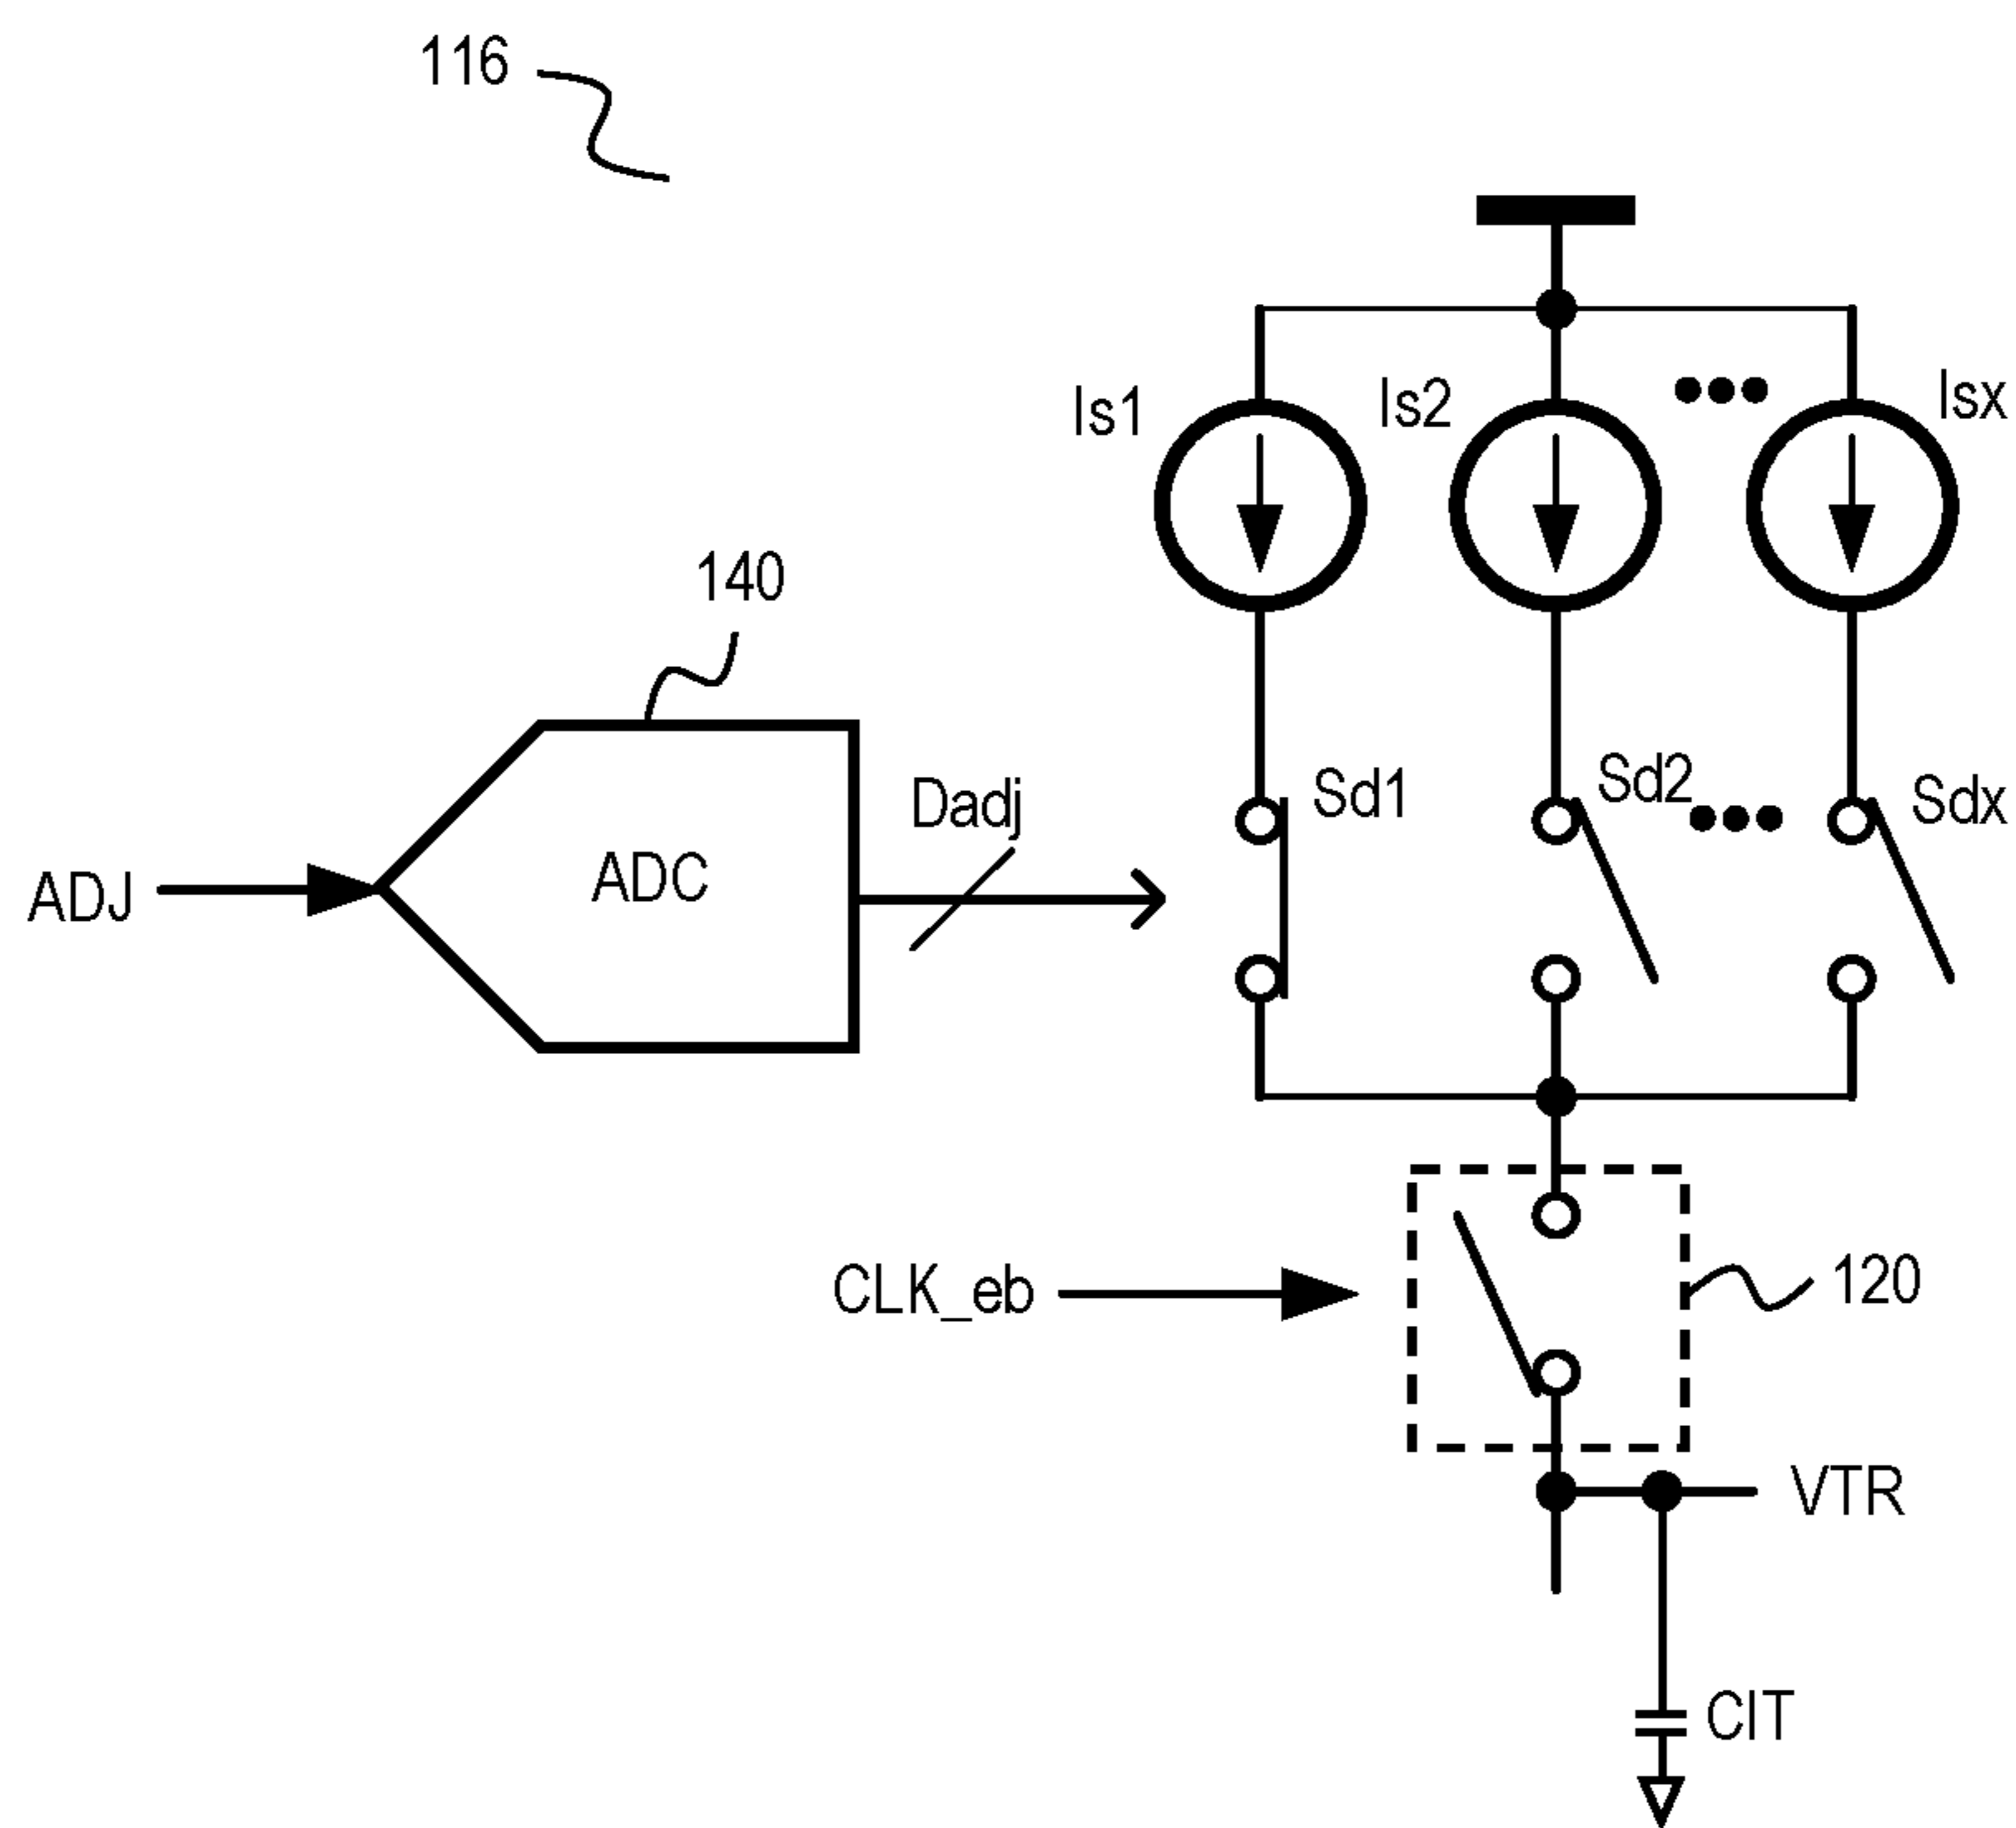 116
Is1
Is2
Isx
140
Dadj
Sd1
Sd2
Sdx
ADJ
ADC
CLK_eb
120
VTR
CIT